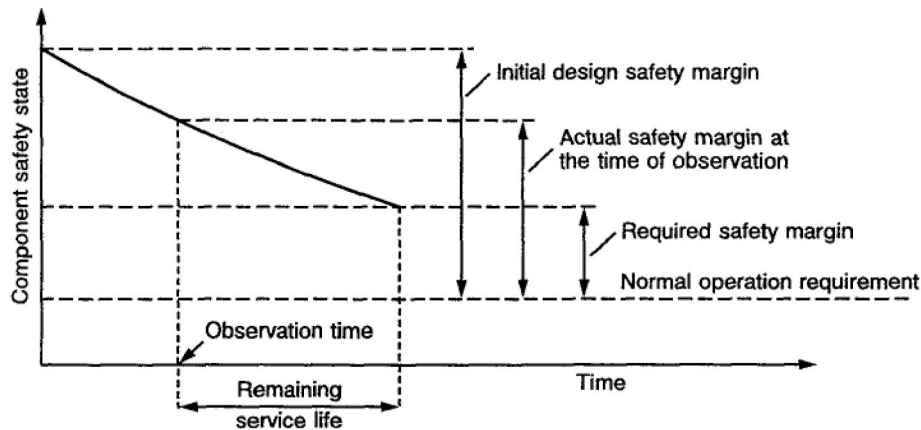 Component safety state
Initial design safety margin
Actual safety margin at
the time of observation
Required safety margin
Normal operation requirement
Observation time
Remaining
service life
Time